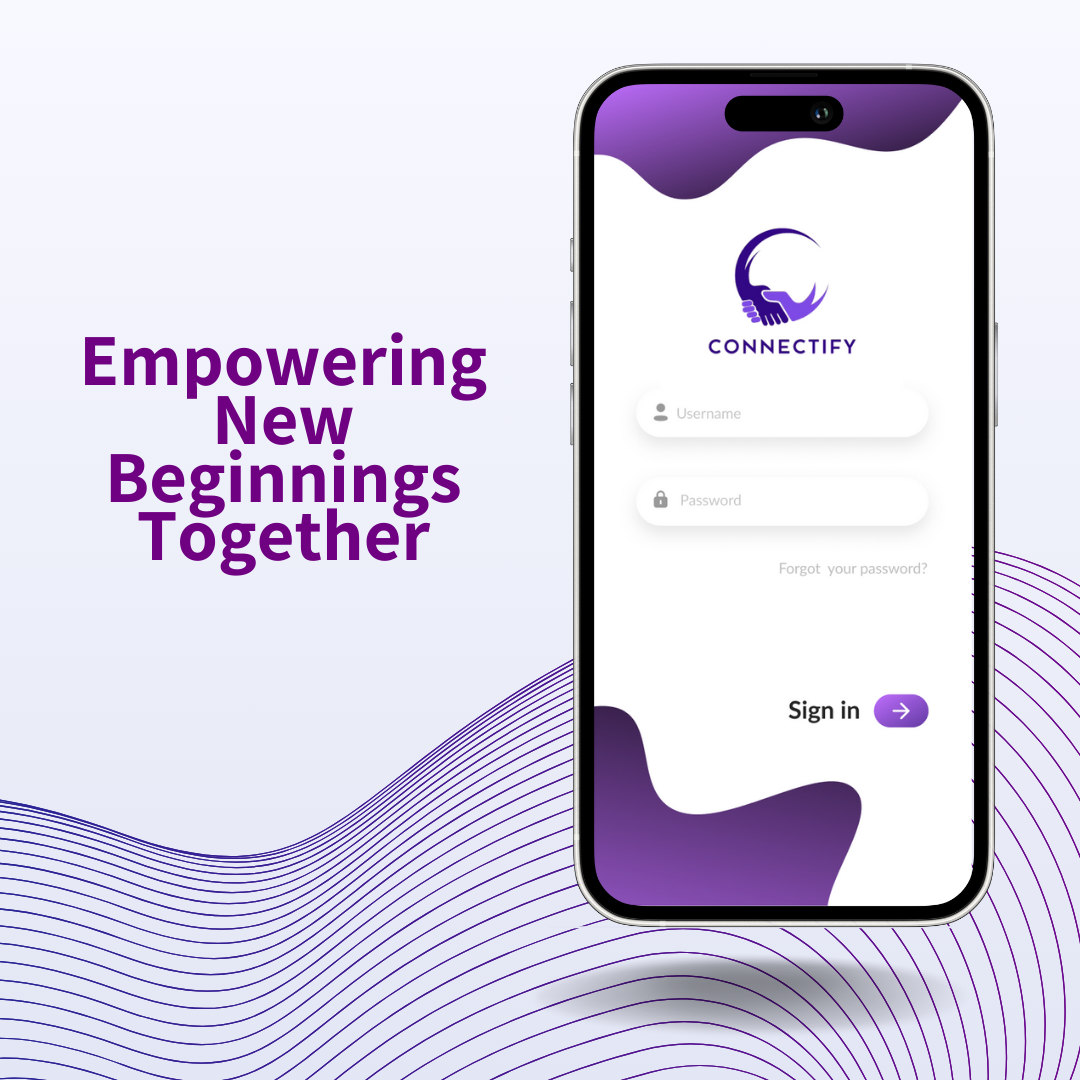 Empowering
New
Beginnings
Together
CONNECTIFY
Username
Password
Forgot  your password?
Sign in